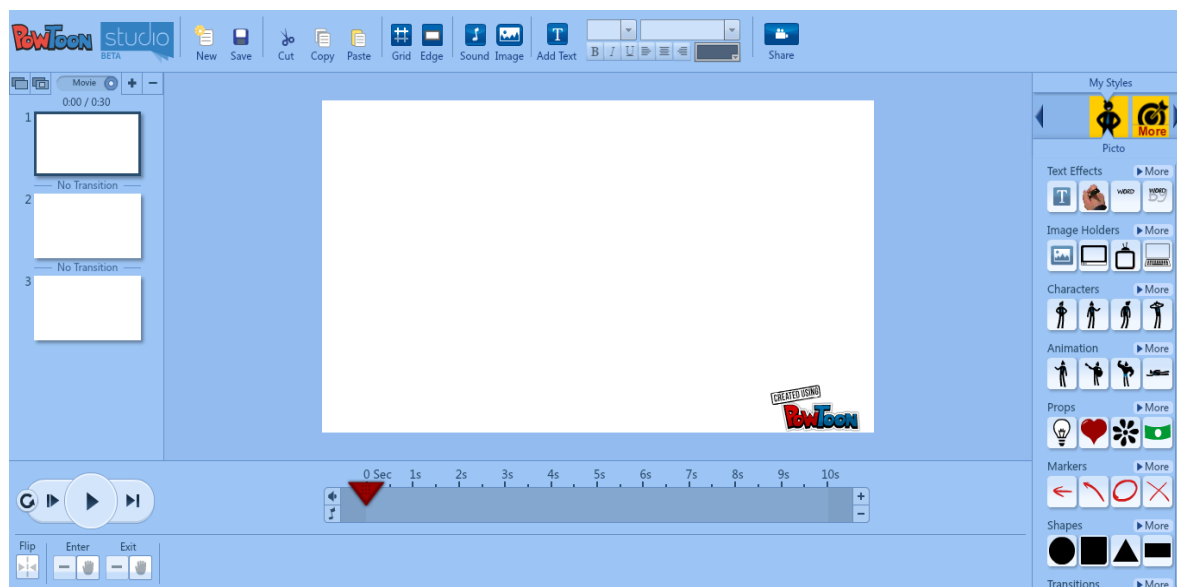 PowToon studio
BETA
New Save Cut Copy Paste Grid Edge Sound Image T Add Text B I U Share
Movie
0:00 / 0:30
1
No Transition
2
No Transition
3
CREATED USING
PowToon
0 Sec 1s 2s 3s 4s 5s 6s 7s 8s 9s 10s
Flip Enter Exit
My Styles
More
Picto
Text Effects More
T WORD WORD
Image Holders More
Characters More
Animation More
Props More
Markers More
Shapes More
Transitions More